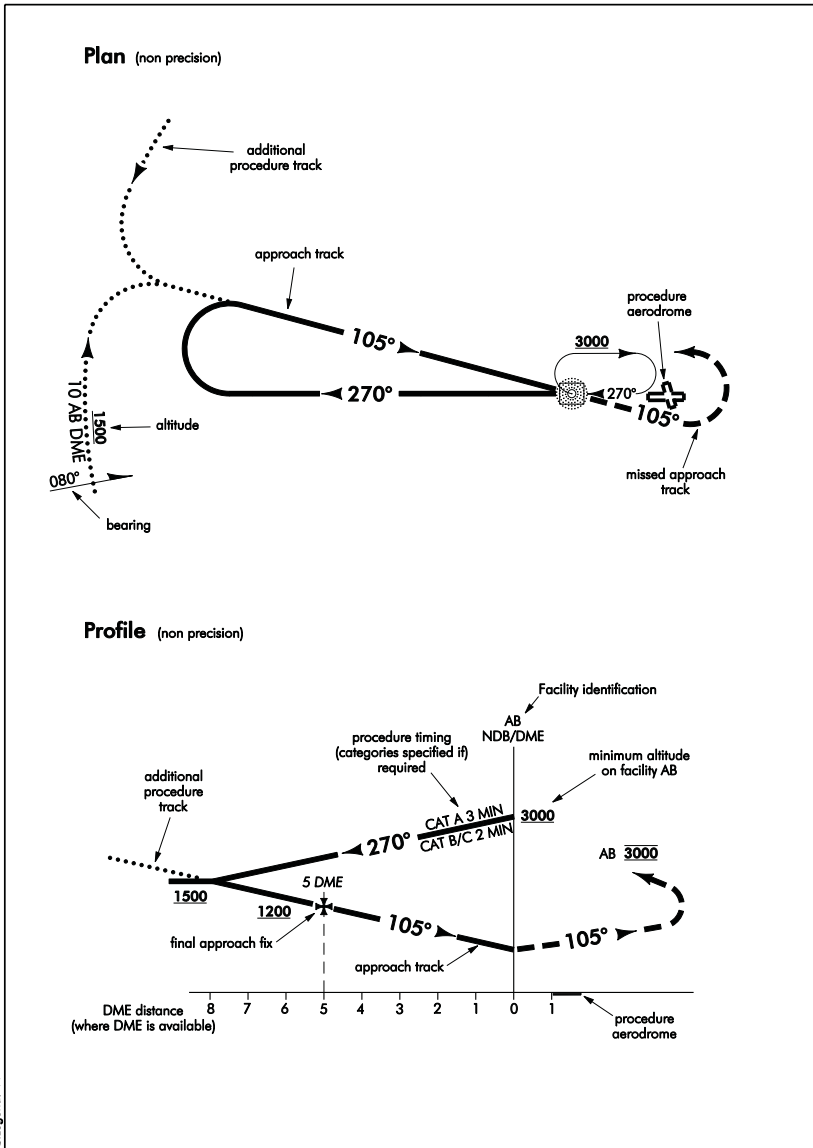 Plan (non precision)
additional
procedure track
approach track
procedure
aerodrome
105°
3000
270°
270°
105°
10 AB DME
1500
altitude
missed approach
track
080°
bearing
Profile (non precision)
Facility identification
AB
NDB/DME
procedure timing
(categories specified if)
required
minimum altitude
on facility AB
additional
procedure
track
CAT A 3 MIN
3000
270°
CAT B/C 2 MIN
AB 3000
5 DME
1500
1200
105°
105°
final approach fix
approach track
DME distance
(where DME is available)
8 7 6 5 4 3 2 1 0 1
procedure
aerodrome